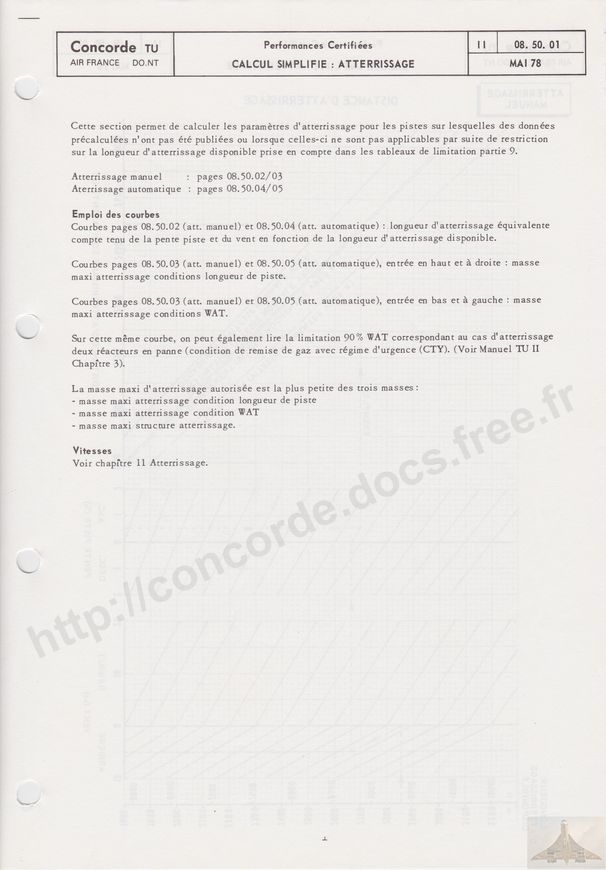 Concorde TU
AIR FRANCE DO.NT
Performances Certifiées
CALCUL SIMPLIFIE : ATTERRISSAGE
11
08. 50. 01
MAI 78
Cette section permet de calculer les paramètres d'atterrissage pour les pistes sur lesquelles des données
précalculées n'ont pas été publiées ou lorsque celles-ci ne sont pas applicables par suite de restriction
sur la longueur d'atterrissage disponible prise en compte dans les tableaux de limitation partie 9.
Atterrissage manuel : pages 08.50.02/03
Aterrissage automatique : pages 08.50.04/05
Emploi des courbes
Courbes pages 08.50.02 (att. manuel) et 08.50.04 (att. automatique) : longueur d'atterrissage équivalente
compte tenu de la pente piste et du vent en fonction de la longueur d'atterrissage disponible.
Courbes pages 08.50.03 (att. manuel) et 08.50.05 (att. automatique), entrée en haut et à droite : masse
maxi atterrissage conditions longueur de piste.
Courbes pages 08.50.03 (att. manuel) et 08.50.05 (att. automatique), entrée en bas et à gauche : masse
maxi atterrissage conditions WAT.
Sur cette même courbe, on peut également lire la limitation 90% WAT correspondant au cas d'atterrissage
deux réacteurs en panne (condition de remise de gaz avec régime d'urgence (CTY). (Voir Manuel TU II
Chapître 3).
La masse maxi d'atterrissage autorisée est la plus petite des trois masses :
- masse maxi atterrissage condition longueur de piste
- masse maxi atterrissage condition WAT
- masse maxi structure atterrissage.
Vitesses
Voir chapître 11 Atterrissage.
http://concorde.docs.free.fr
DISTANCE D'ATTERRISSAGE
ATTERRISSAGE
MANUEL